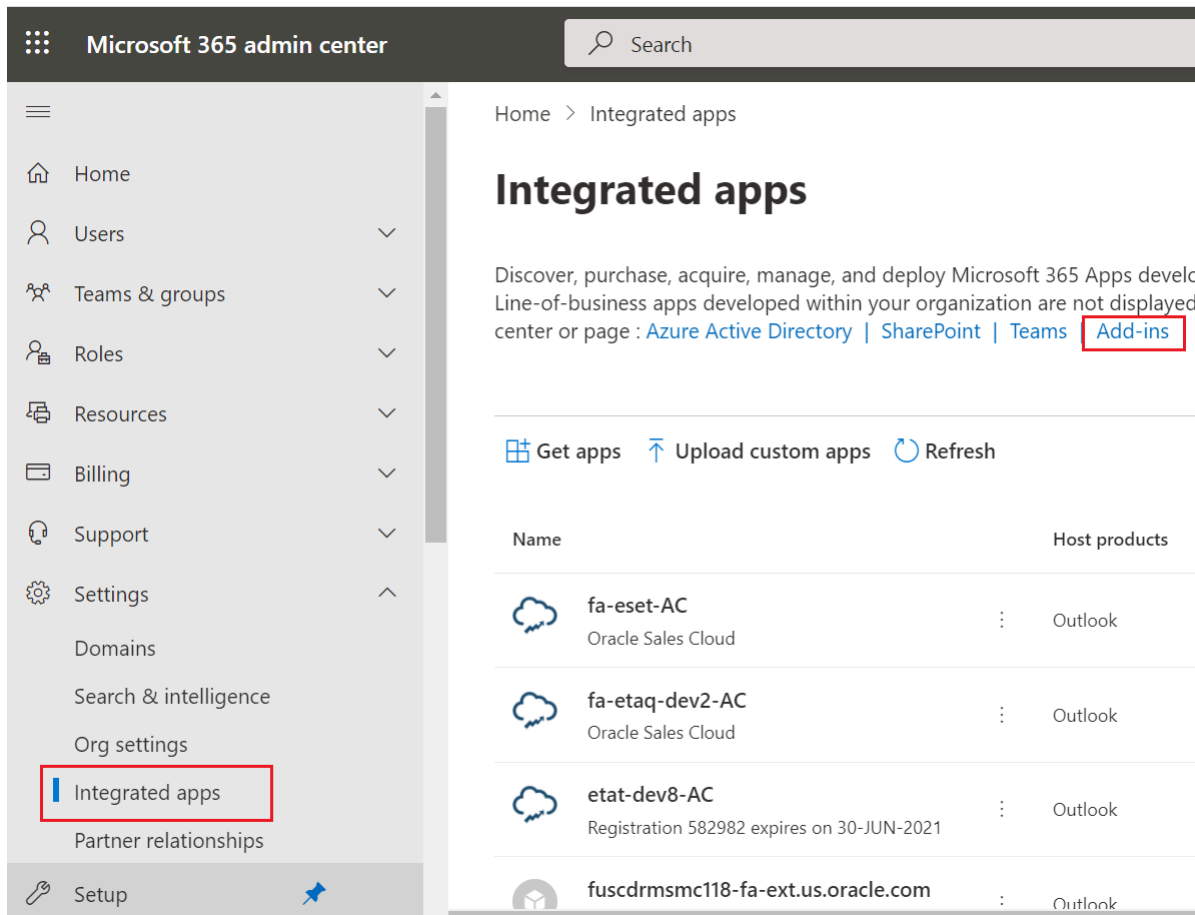 Microsoft 365 admin center
Search
Home
Users
Teams & groups
Roles
Resources
Billing
Support
Settings
Domains
Search & intelligence
Org settings
Integrated apps
Partner relationships
Setup
Home > Integrated apps
Integrated apps
Discover, purchase, acquire, manage, and deploy Microsoft 365 Apps develo
Line-of-business apps developed within your organization are not displayed
center or page : Azure Active Directory | SharePoint | Teams | Add-ins
Get apps Upload custom apps Refresh
Name Host products
fa-eset-AC
Oracle Sales Cloud
Outlook
fa-etaq-dev2-AC
Oracle Sales Cloud
Outlook
etat-dev8-AC
Registration 582982 expires on 30-JUN-2021
Outlook
fuscdrmsmc118-fa-ext.us.oracle.com
Outlook